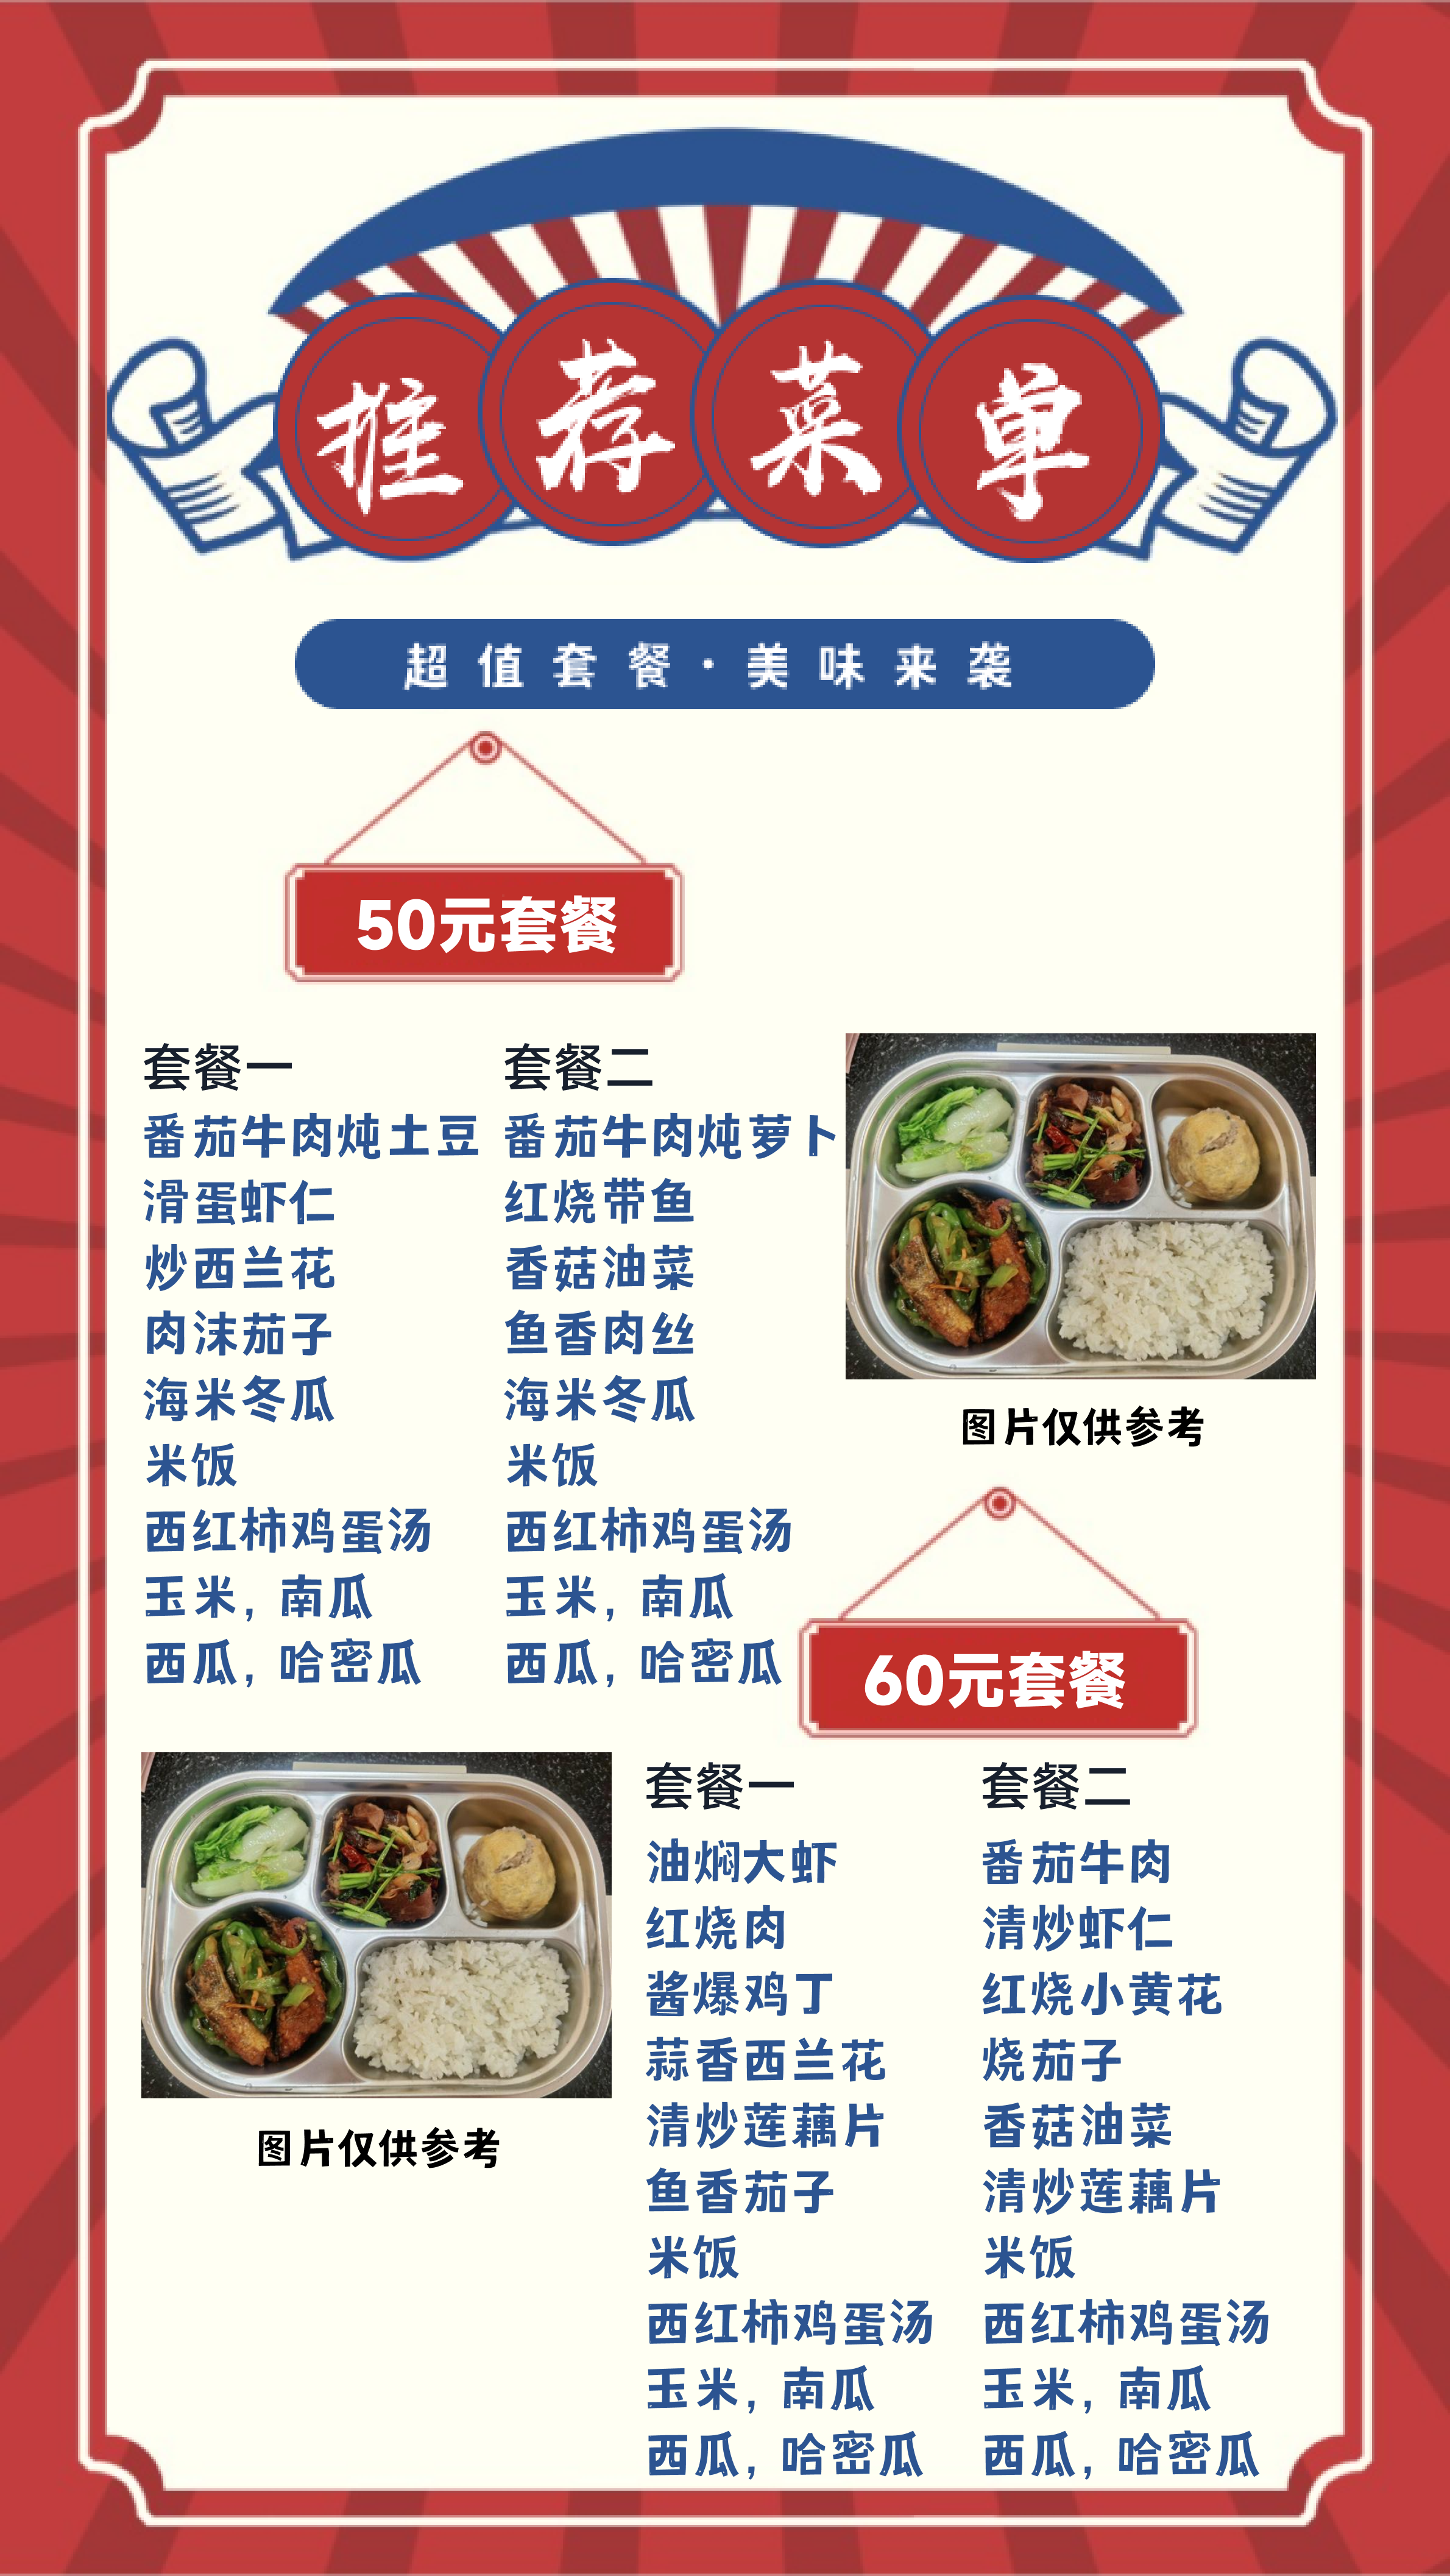 推荐菜单
超值套餐·美味来袭
50元套餐
套餐一
番茄牛肉炖土豆
滑蛋虾仁
炒西兰花
肉沫茄子
海米冬瓜
米饭
西红柿鸡蛋汤
玉米, 南瓜
西瓜, 哈密瓜
套餐二
番茄牛肉炖萝卜
红烧带鱼
香菇油菜
鱼香肉丝
海米冬瓜
米饭
西红柿鸡蛋汤
玉米, 南瓜
西瓜, 哈密瓜
图片仅供参考
60元套餐
图片仅供参考
套餐一
油焖大虾
红烧肉
酱爆鸡丁
蒜香西兰花
清炒莲藕片
鱼香茄子
米饭
西红柿鸡蛋汤
玉米, 南瓜
西瓜, 哈密瓜
套餐二
番茄牛肉
清炒虾仁
红烧小黄花
烧茄子
香菇油菜
清炒莲藕片
米饭
西红柿鸡蛋汤
玉米, 南瓜
西瓜, 哈密瓜